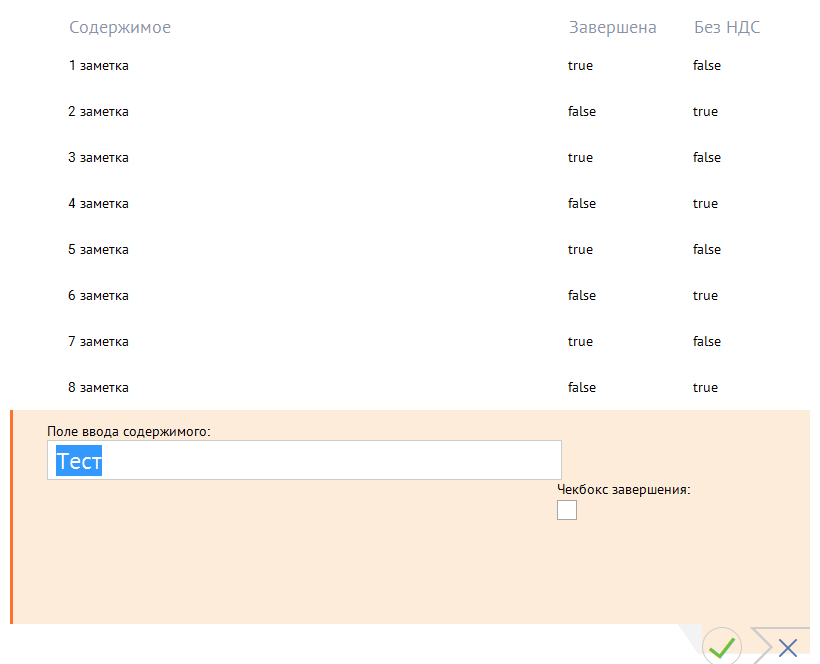 Содержимое Завершена Без НДС
1 заметка true false
2 заметка false true
3 заметка true false
4 заметка false true
5 заметка true false
6 заметка false true
7 заметка true false
8 заметка false true
Поле ввода содержимого:
Тест
Чекбокс завершения: